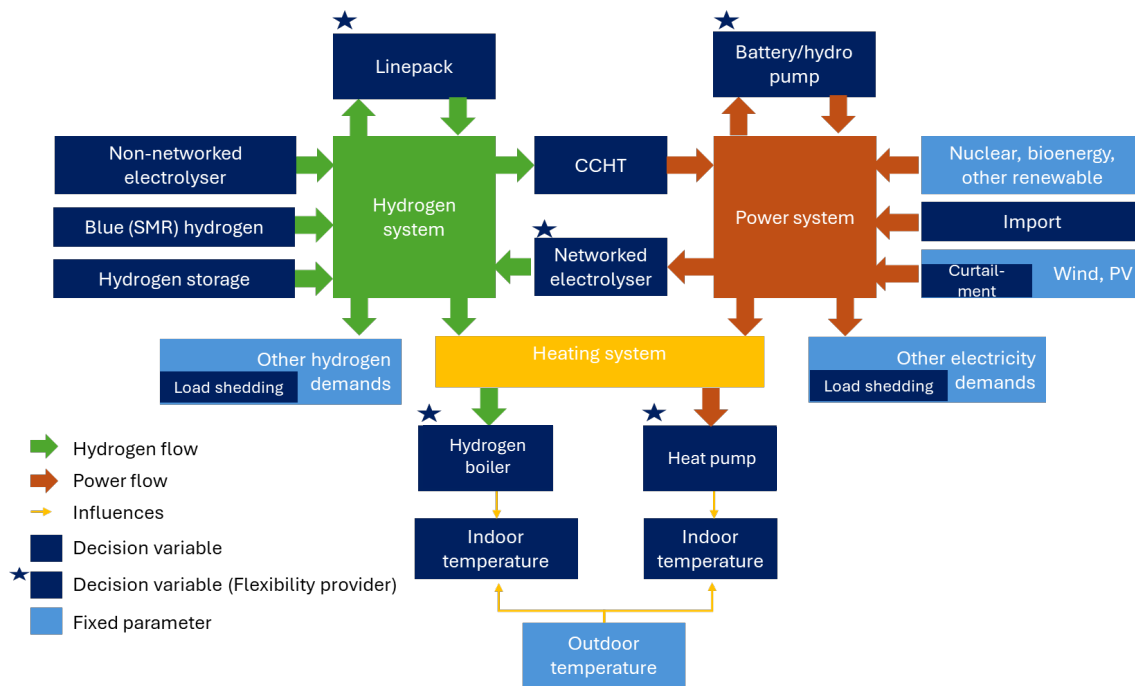 Linepack
Battery/hydro
pump
Non-networked
electrolyser
Blue (SMR) hydrogen
Hydrogen storage
Hydrogen
system
CCHT
Networked
electrolyser
Power system
Nuclear, bioenergy,
other renewable
Import
Wind, PV
Curtail-
ment
Other hydrogen
demands
Load shedding
Heating system
Other electricity
demands
Load shedding
Hydrogen
boiler
Heat pump
Indoor
temperature
Indoor
temperature
Outdoor
temperature
Hydrogen flow
Power flow
Influences
Decision variable
Decision variable (Flexibility provider)
Fixed parameter